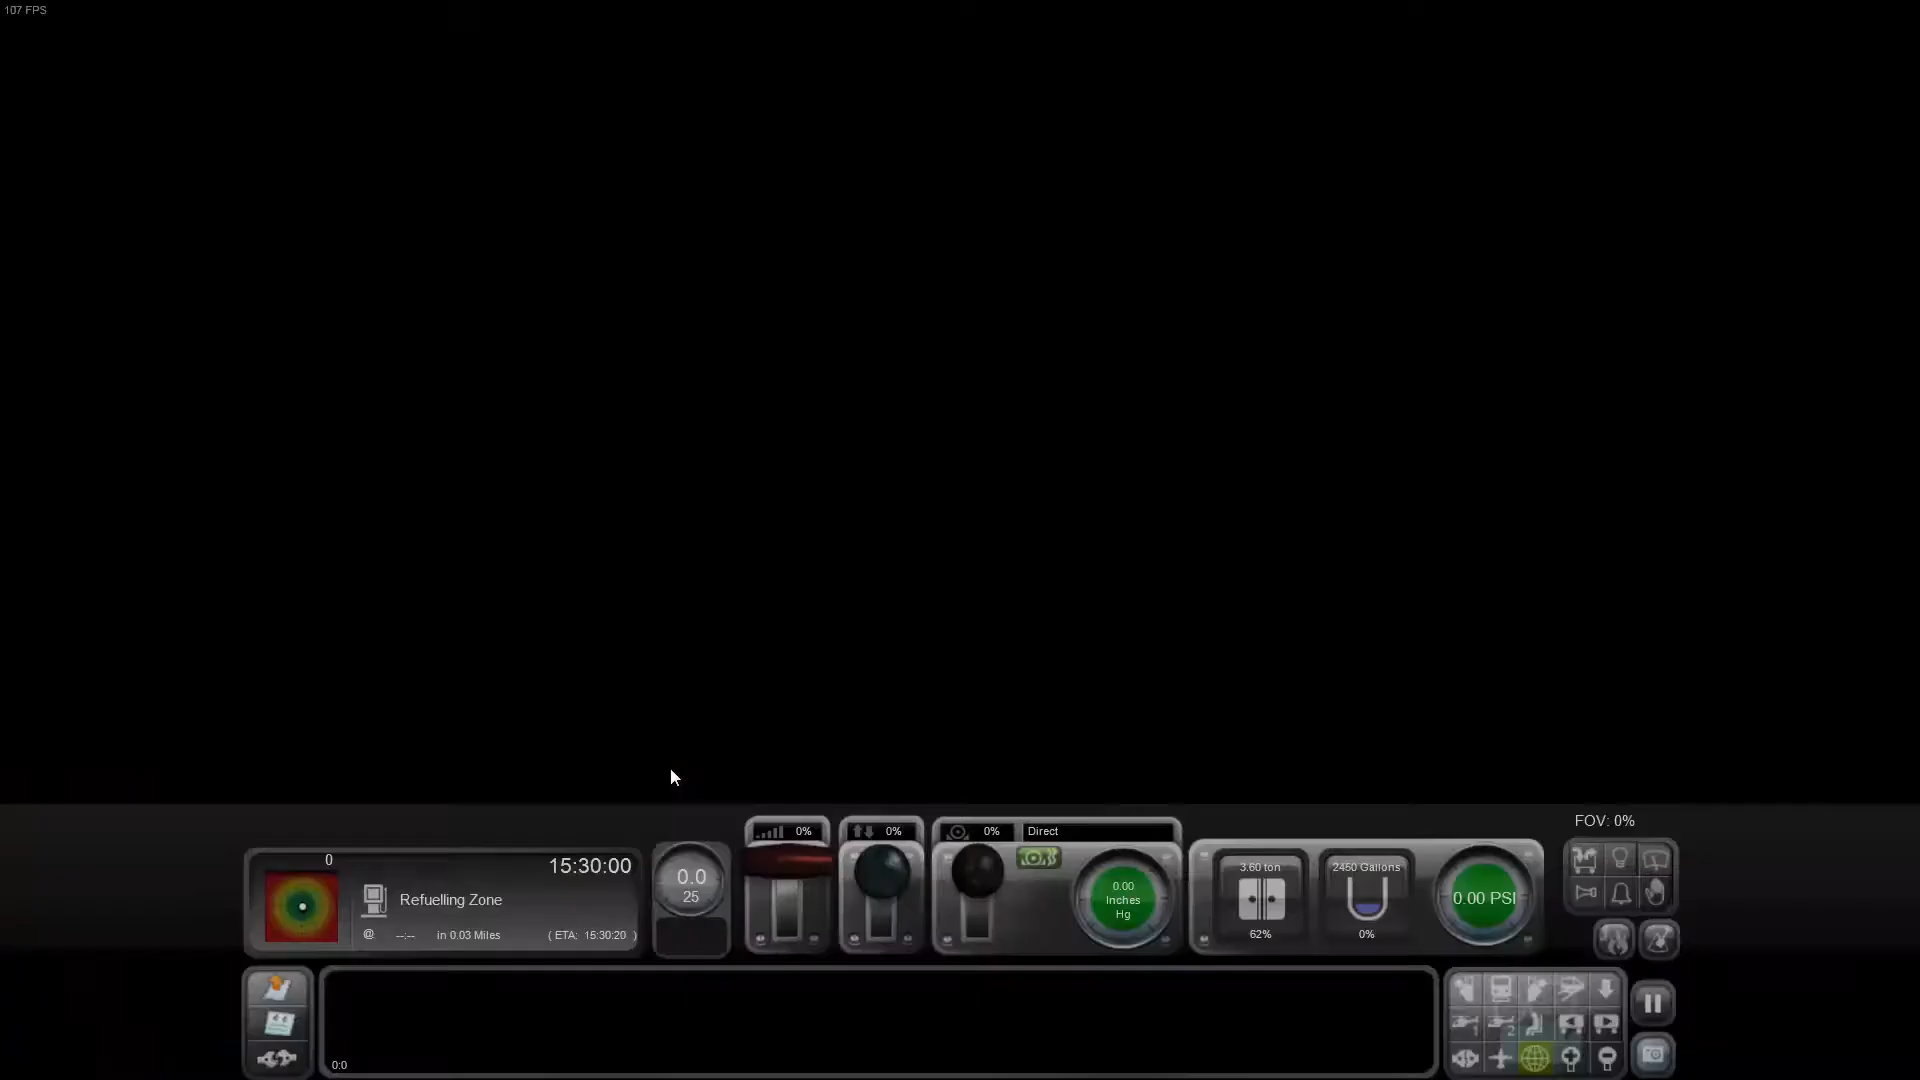 107 FPS
FOV: 0%
0%
0%
0%
Direct
0
15:30:00
Refuelling Zone
@ --:-- in 0.03 Miles ( ETA: 15:30:20 )
0.0
25
0.00
Inches
Hg
3.60 ton
62%
2450 Gallons
0%
0.00 PSI
1
2
0:0